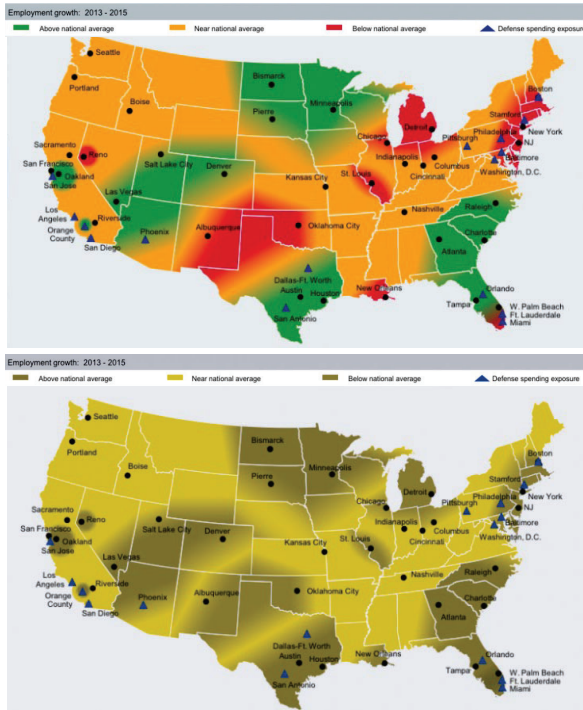 Employment growth: 2013 - 2015
Above national average Near national average Below national average Defense spending exposure
Seattle
Portland
Boise
Bismarck
Minneapolis
Pierre
Boston
Stamford
New York
Philadelphia
NJ
Pittsburgh
Baltimore
Washington, D.C.
Detroit
Chicago
Indianapolis
Columbus
Cincinnati
Sacramento
Reno
San Francisco
Oakland
San Jose
Salt Lake City
Denver
Kansas City
St. Louis
Las Vegas
Los
Angeles
Riverside
Orange
County
San Diego
Phoenix
Albuquerque
Oklahoma City
Nashville
Raleigh
Charlotte
Atlanta
Dallas-Ft. Worth
Austin
Houston
San Antonio
New Orleans
Orlando
Tampa
W. Palm Beach
Ft. Lauderdale
Miami
Employment growth: 2013 - 2015
Above national average Near national average Below national average Defense spending exposure
Seattle
Portland
Boise
Bismarck
Minneapolis
Pierre
Boston
Stamford
New York
Philadelphia
NJ
Pittsburgh
Baltimore
Washington, D.C.
Detroit
Chicago
Indianapolis
Columbus
Cincinnati
Sacramento
Reno
San Francisco
Oakland
San Jose
Salt Lake City
Denver
Kansas City
St. Louis
Las Vegas
Los
Angeles
Riverside
Orange
County
San Diego
Phoenix
Albuquerque
Oklahoma City
Nashville
Raleigh
Charlotte
Atlanta
Dallas-Ft. Worth
Austin
Houston
San Antonio
New Orleans
Orlando
Tampa
W. Palm Beach
Ft. Lauderdale
Miami